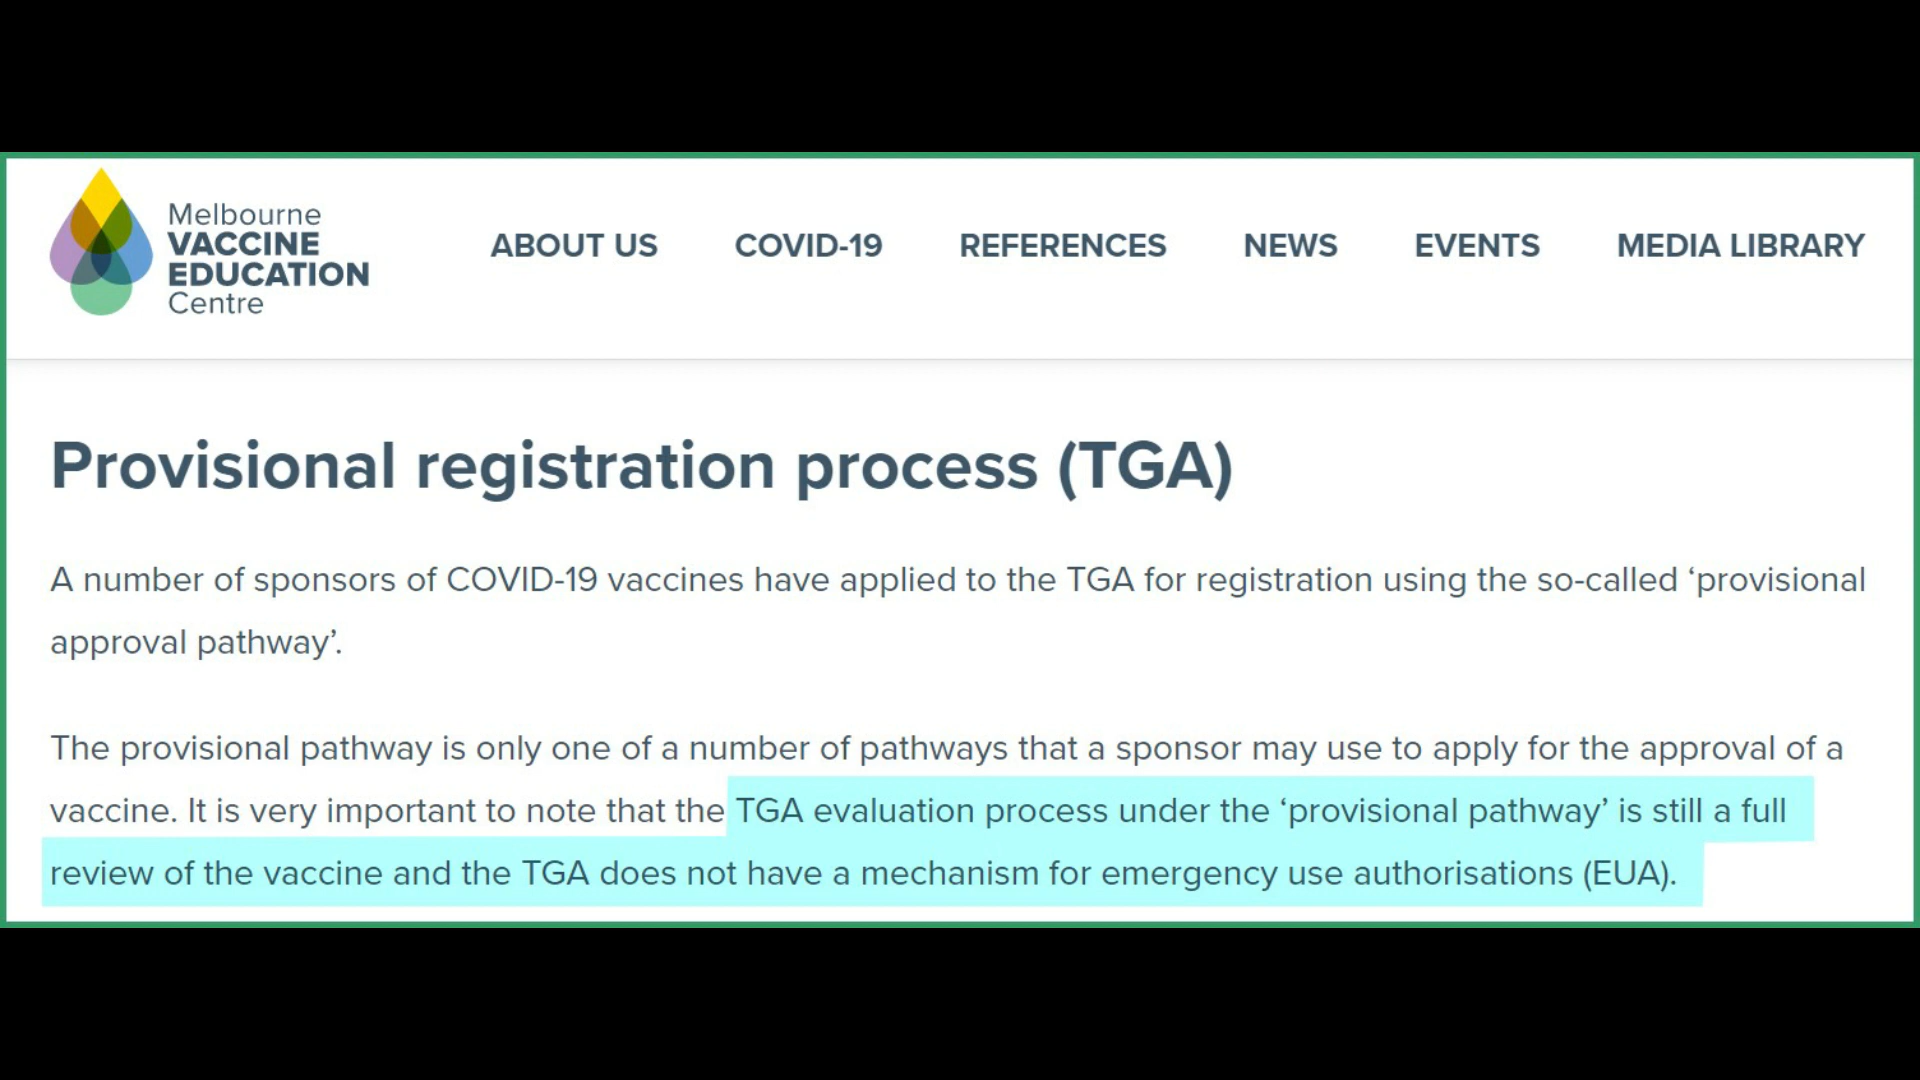 Melbourne
VACCINE
EDUCATION
Centre
ABOUT US
COVID-19
REFERENCES
NEWS
EVENTS
MEDIA LIBRARY
Provisional registration process (TGA)
A number of sponsors of COVID-19 vaccines have applied to the TGA for registration using the so-called ‘provisional
approval pathway’.
The provisional pathway is only one of a number of pathways that a sponsor may use to apply for the approval of a
vaccine. It is very important to note that the TGA evaluation process under the ‘provisional pathway’ is still a full
review of the vaccine and the TGA does not have a mechanism for emergency use authorisations (EUA).